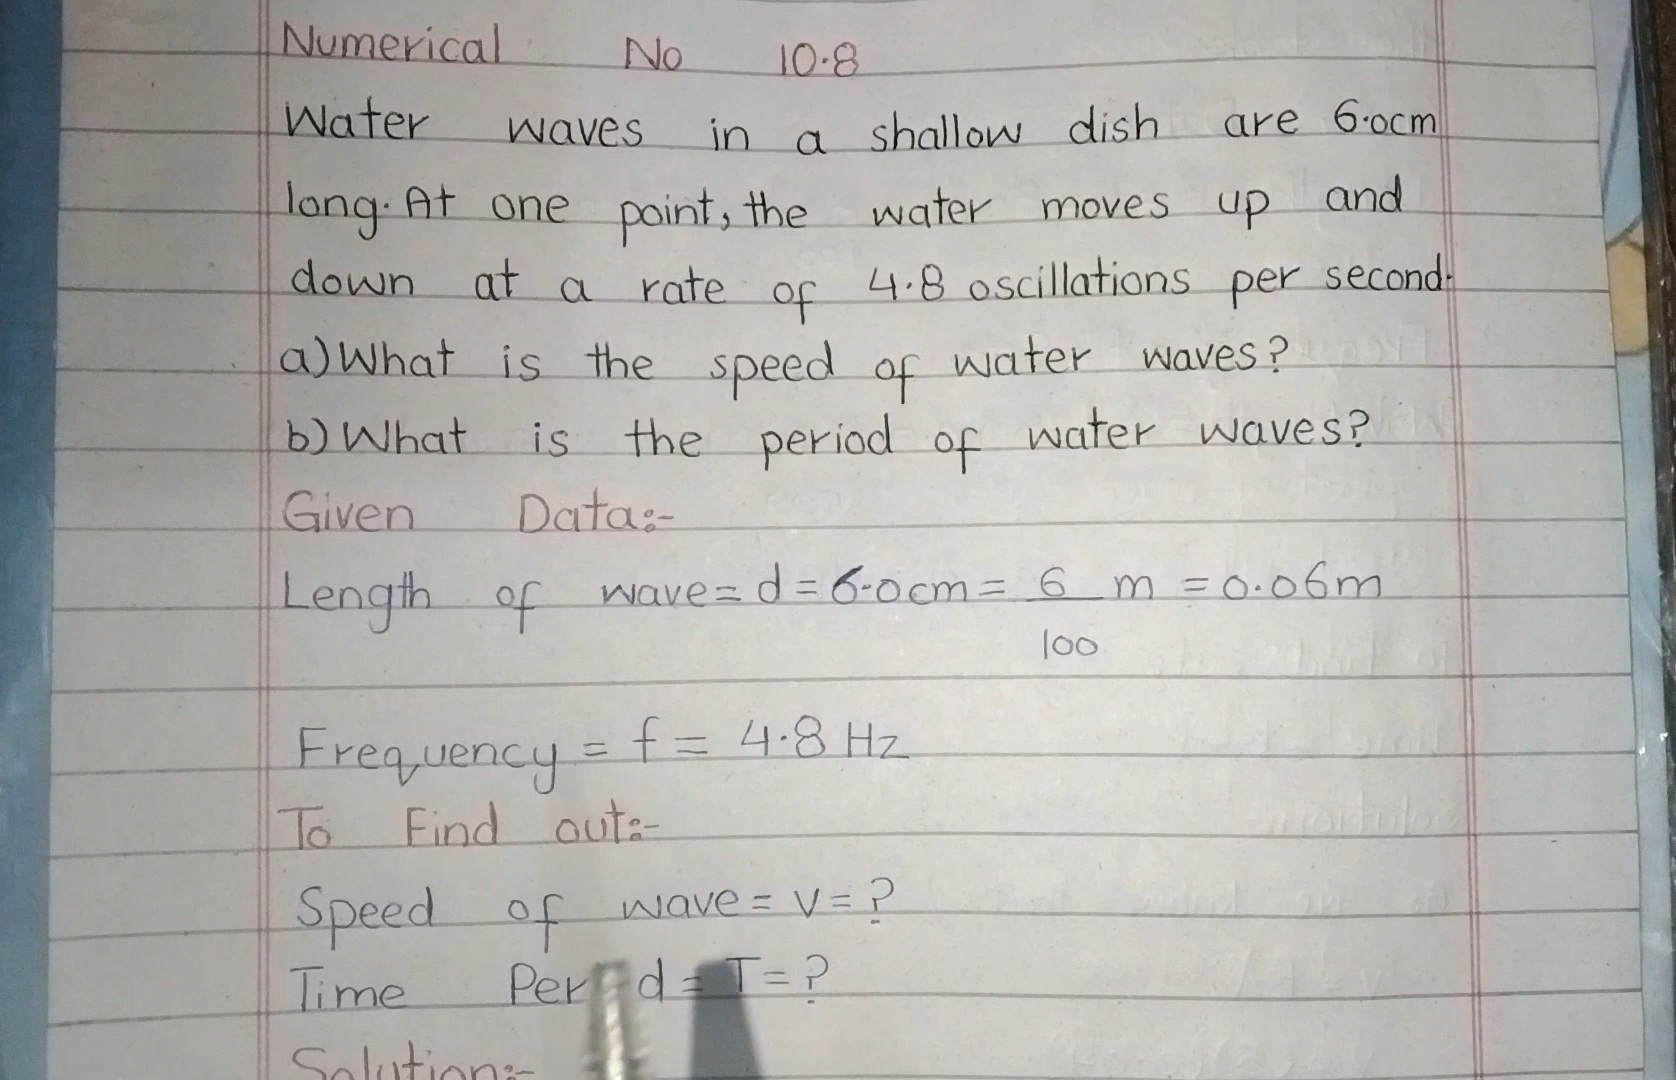 Numerical No 10.8
Water waves in a shallow dish are 6.0cm
long. At one point, the water moves up and
down at a rate of 4.8 oscillations per second.
a) What is the speed of water waves?
b) What is the period of water waves?
Given Data:-
Length of wave = d = 6.0cm = 6/100 m = 0.06m
Frequency = f = 4.8 Hz
To Find out:-
Speed of wave = v = ?
Time Period = T = ?
Solution:-